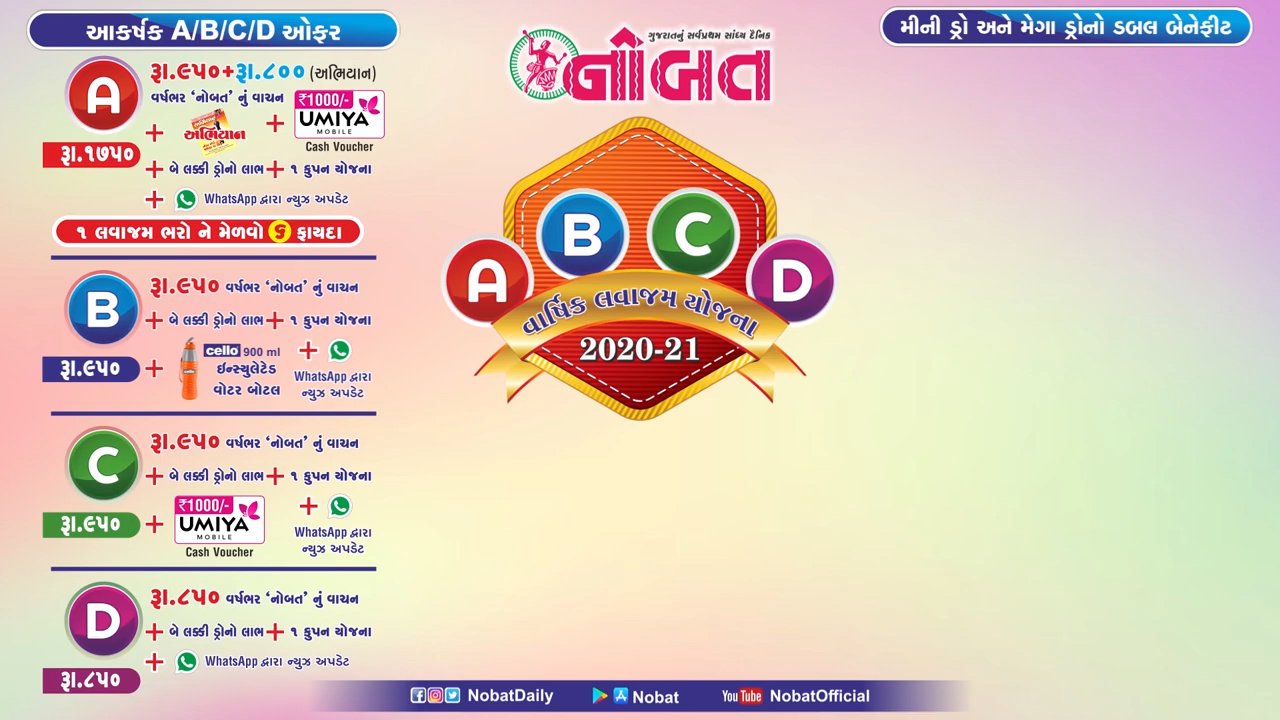 આકર્ષક A/B/C/D ઓફર
A
રૂા.૯૫૦+રૂા.૮૦૦ (અભિયાન)
વર્ષભર ‘નોબત’ નું વાચન
+ અભિયાન + ₹1000/- UMIYA MOBILE
Cash Voucher
રૂા.૧૭૫૦
+ બે લક્કી ડ્રોનો લાભ + ૧ કુપન યોજના
+ WhatsApp દ્વારા ન્યુઝ અપડેટ
૧ લવાજમ ભરો ને મેળવો ૬ ફાયદા
B
રૂા.૯૫૦ વર્ષભર ‘નોબત’ નું વાચન
+ બે લક્કી ડ્રોનો લાભ + ૧ કુપન યોજના
રૂા.૯૫૦
+ cello 900 ml
ઈન્સ્યુલેટેડ
વોટર બોટલ
+ WhatsApp દ્વારા
ન્યુઝ અપડેટ
C
રૂા.૯૫૦ વર્ષભર ‘નોબત’ નું વાચન
+ બે લક્કી ડ્રોનો લાભ + ૧ કુપન યોજના
રૂા.૯૫૦
+ ₹1000/-
UMIYA
MOBILE
Cash Voucher
+ WhatsApp દ્વારા
ન્યુઝ અપડેટ
D
રૂા.૮૫૦ વર્ષભર ‘નોબત’ નું વાચન
+ બે લક્કી ડ્રોનો લાભ + ૧ કુપન યોજના
+ WhatsApp દ્વારા ન્યુઝ અપડેટ
રૂા.૮૫૦
ગુજરાતનું સર્વપ્રથમ સાંધ્ય દૈનિક
નોબત
A B C D
વાર્ષિક લવાજમ યોજના
2020-21
મીની ડ્રો અને મેગા ડ્રોનો ડબલ બેનેફીટ
NobatDaily
Nobat
YouTube NobatOfficial